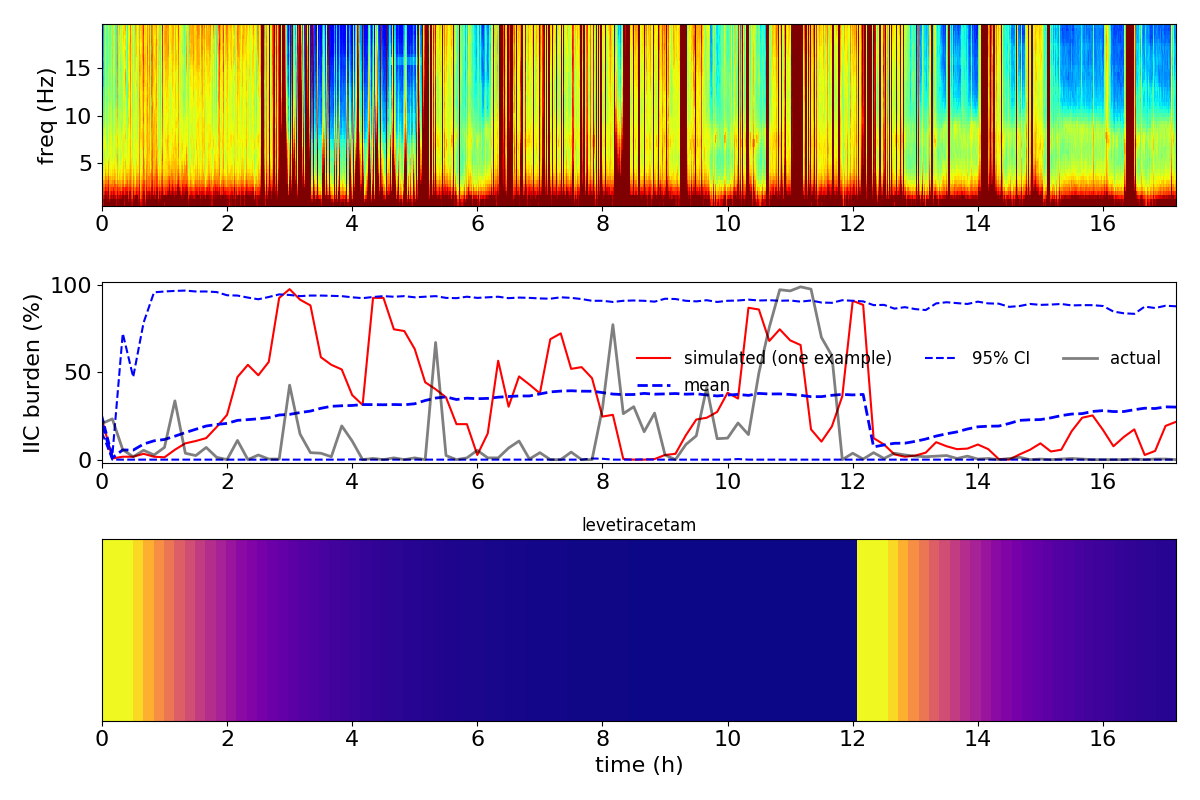 15
10
5
freq (Hz)
0 2 4 6 8 10 12 14 16
100
50
0
IIC burden (%)
simulated (one example) 95% CI actual
mean
0 2 4 6 8 10 12 14 16
levetiracetam
0 2 4 6 8 10 12 14 16
time (h)